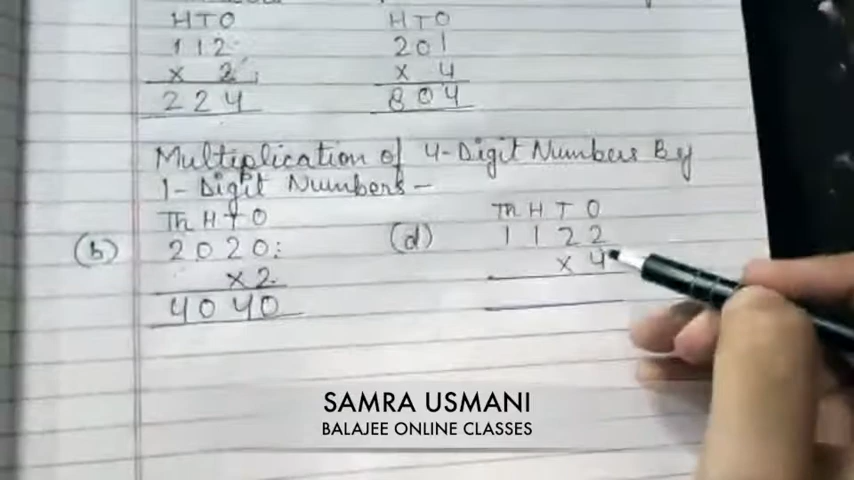 HTO HTO
112 201
x 2 x 4
224 804
Multiplication of 4-Digit Numbers By
1-Digit Numbers-
Th H T O Th H T O
(b) 2020 (d) 1122
x2 x 4
4040
SAMRA USMANI
BALAJEE ONLINE CLASSES